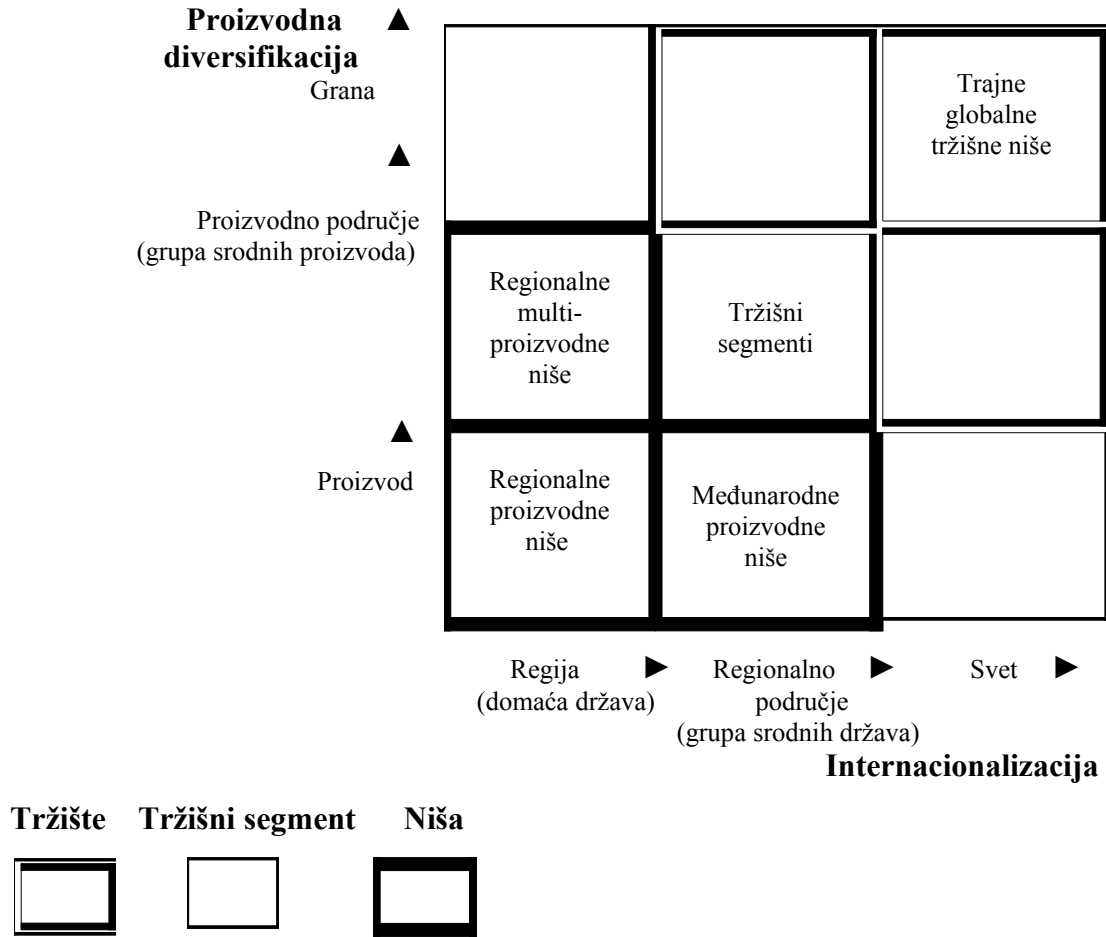 Proizvodna
diversifikacija
Grana
Trajne
globalne
tržišne niše
Proizvodno područje
(grupa srodnih proizvoda)
Regionalne
multi-
proizvodne
niše
Tržišni
segmenti
Proizvod
Regionalne
proizvodne
niše
Međunarodne
proizvodne
niše
Regija
(domaća država)
Regionalno
područje
(grupa srodnih država)
Svet
Internacionalizacija
Tržište Tržišni segment Niša